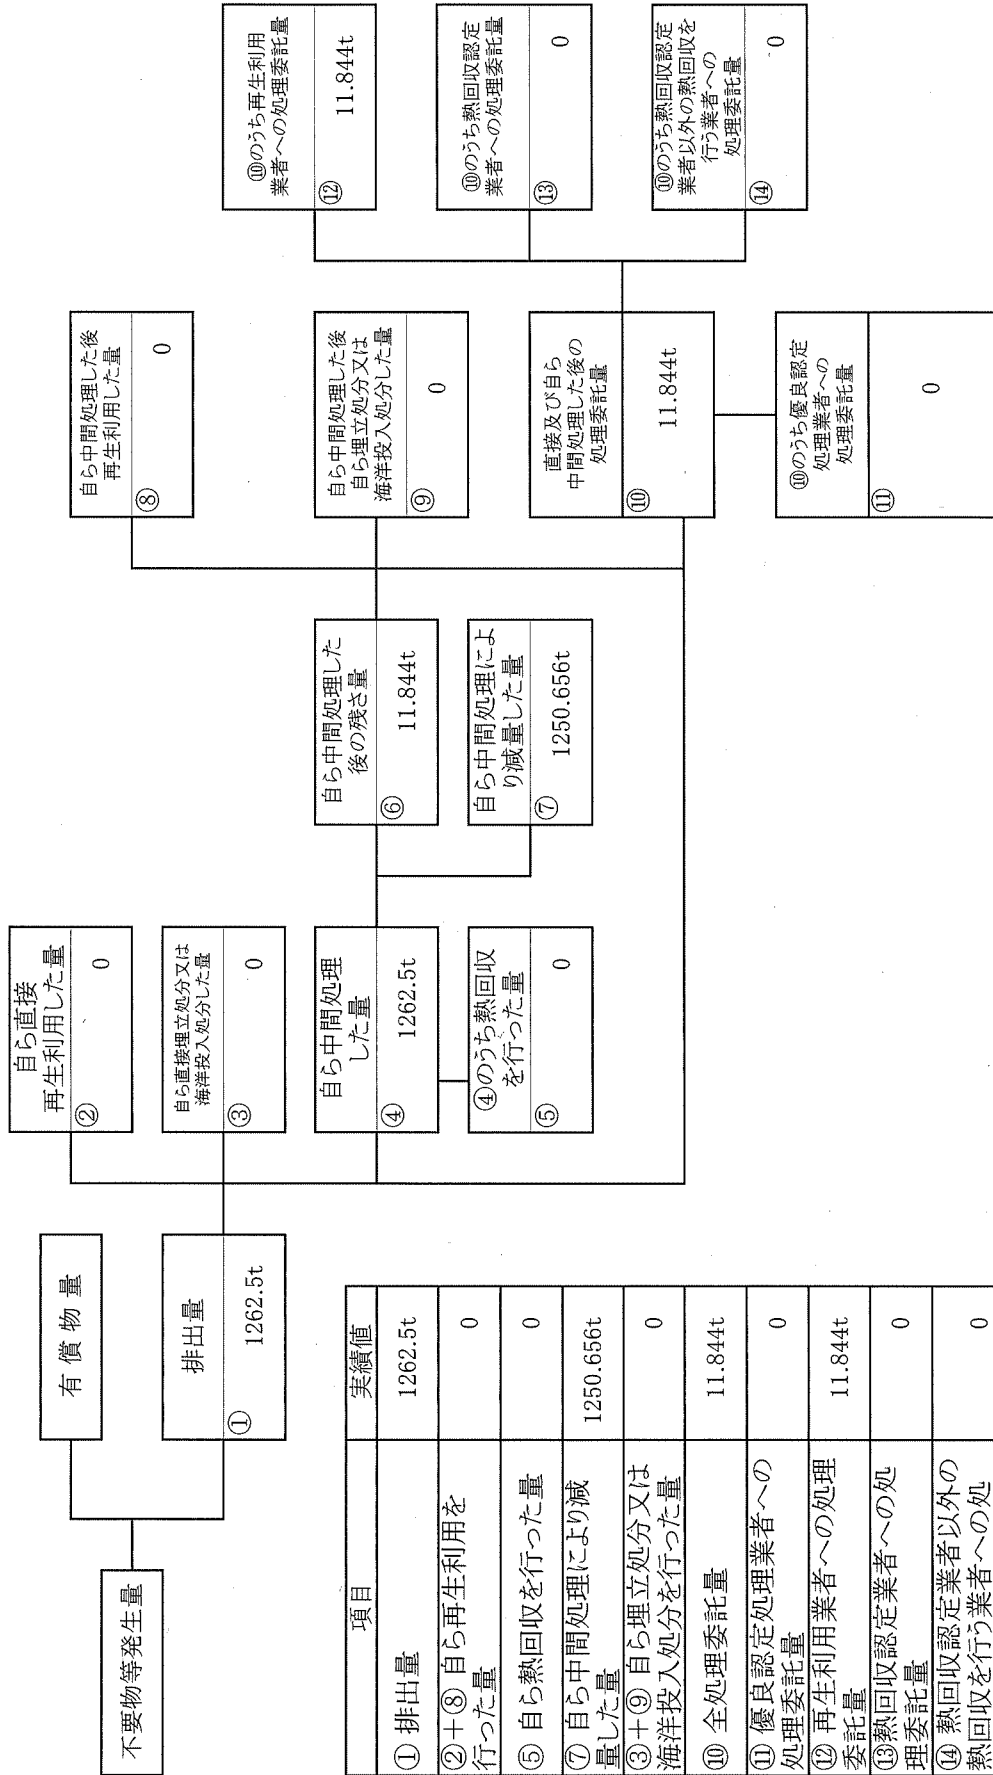 不要物等発生量
有償物量
排出量
①
1262.5t
自ら直接
再生利用した量
②
0
自ら直接埋立処分又は
海洋投入処分した量
③
0
自ら中間処理
した量
④
1262.5t
④のうち熱回収
を行った量
⑤
0
自ら中間処理した
後の残さ量
⑥
11.844t
自ら中間処理によ
り減量した量
⑦
1250.656t
自ら中間処理した後
再生利用した量
⑧
0
自ら中間処理した後
自ら埋立処分又は
海洋投入処分した量
⑨
0
直接及び自ら
中間処理した後の
処理委託量
⑩
11.844t
⑩のうち優良認定
処理業者への
処理委託量
⑪
0
⑩のうち再生利用
業者への処理委託量
⑫
11.844t
⑩のうち熱回収認定
業者への処理委託量
⑬
0
⑩のうち熱回収認定
業者以外の熱回収を
行う業者への
処理委託量
⑭
0
項目 実績値
① 排出量 1262.5t
②+⑧ 自ら再生利用を
行った量 0
⑤ 自ら熱回収を行った量 0
⑦ 自ら中間処理により減
量した量 1250.656t
③+⑨ 自ら埋立処分又は
海洋投入処分を行った量 0
⑩ 全処理委託量 11.844t
⑪ 優良認定処理業者への
処理委託量 0
⑫ 再生利用業者への処理
委託量 11.844t
⑬熱回収認定業者への処
理委託量 0
⑭ 熱回収認定業者以外の
熱回収を行う業者への処 0